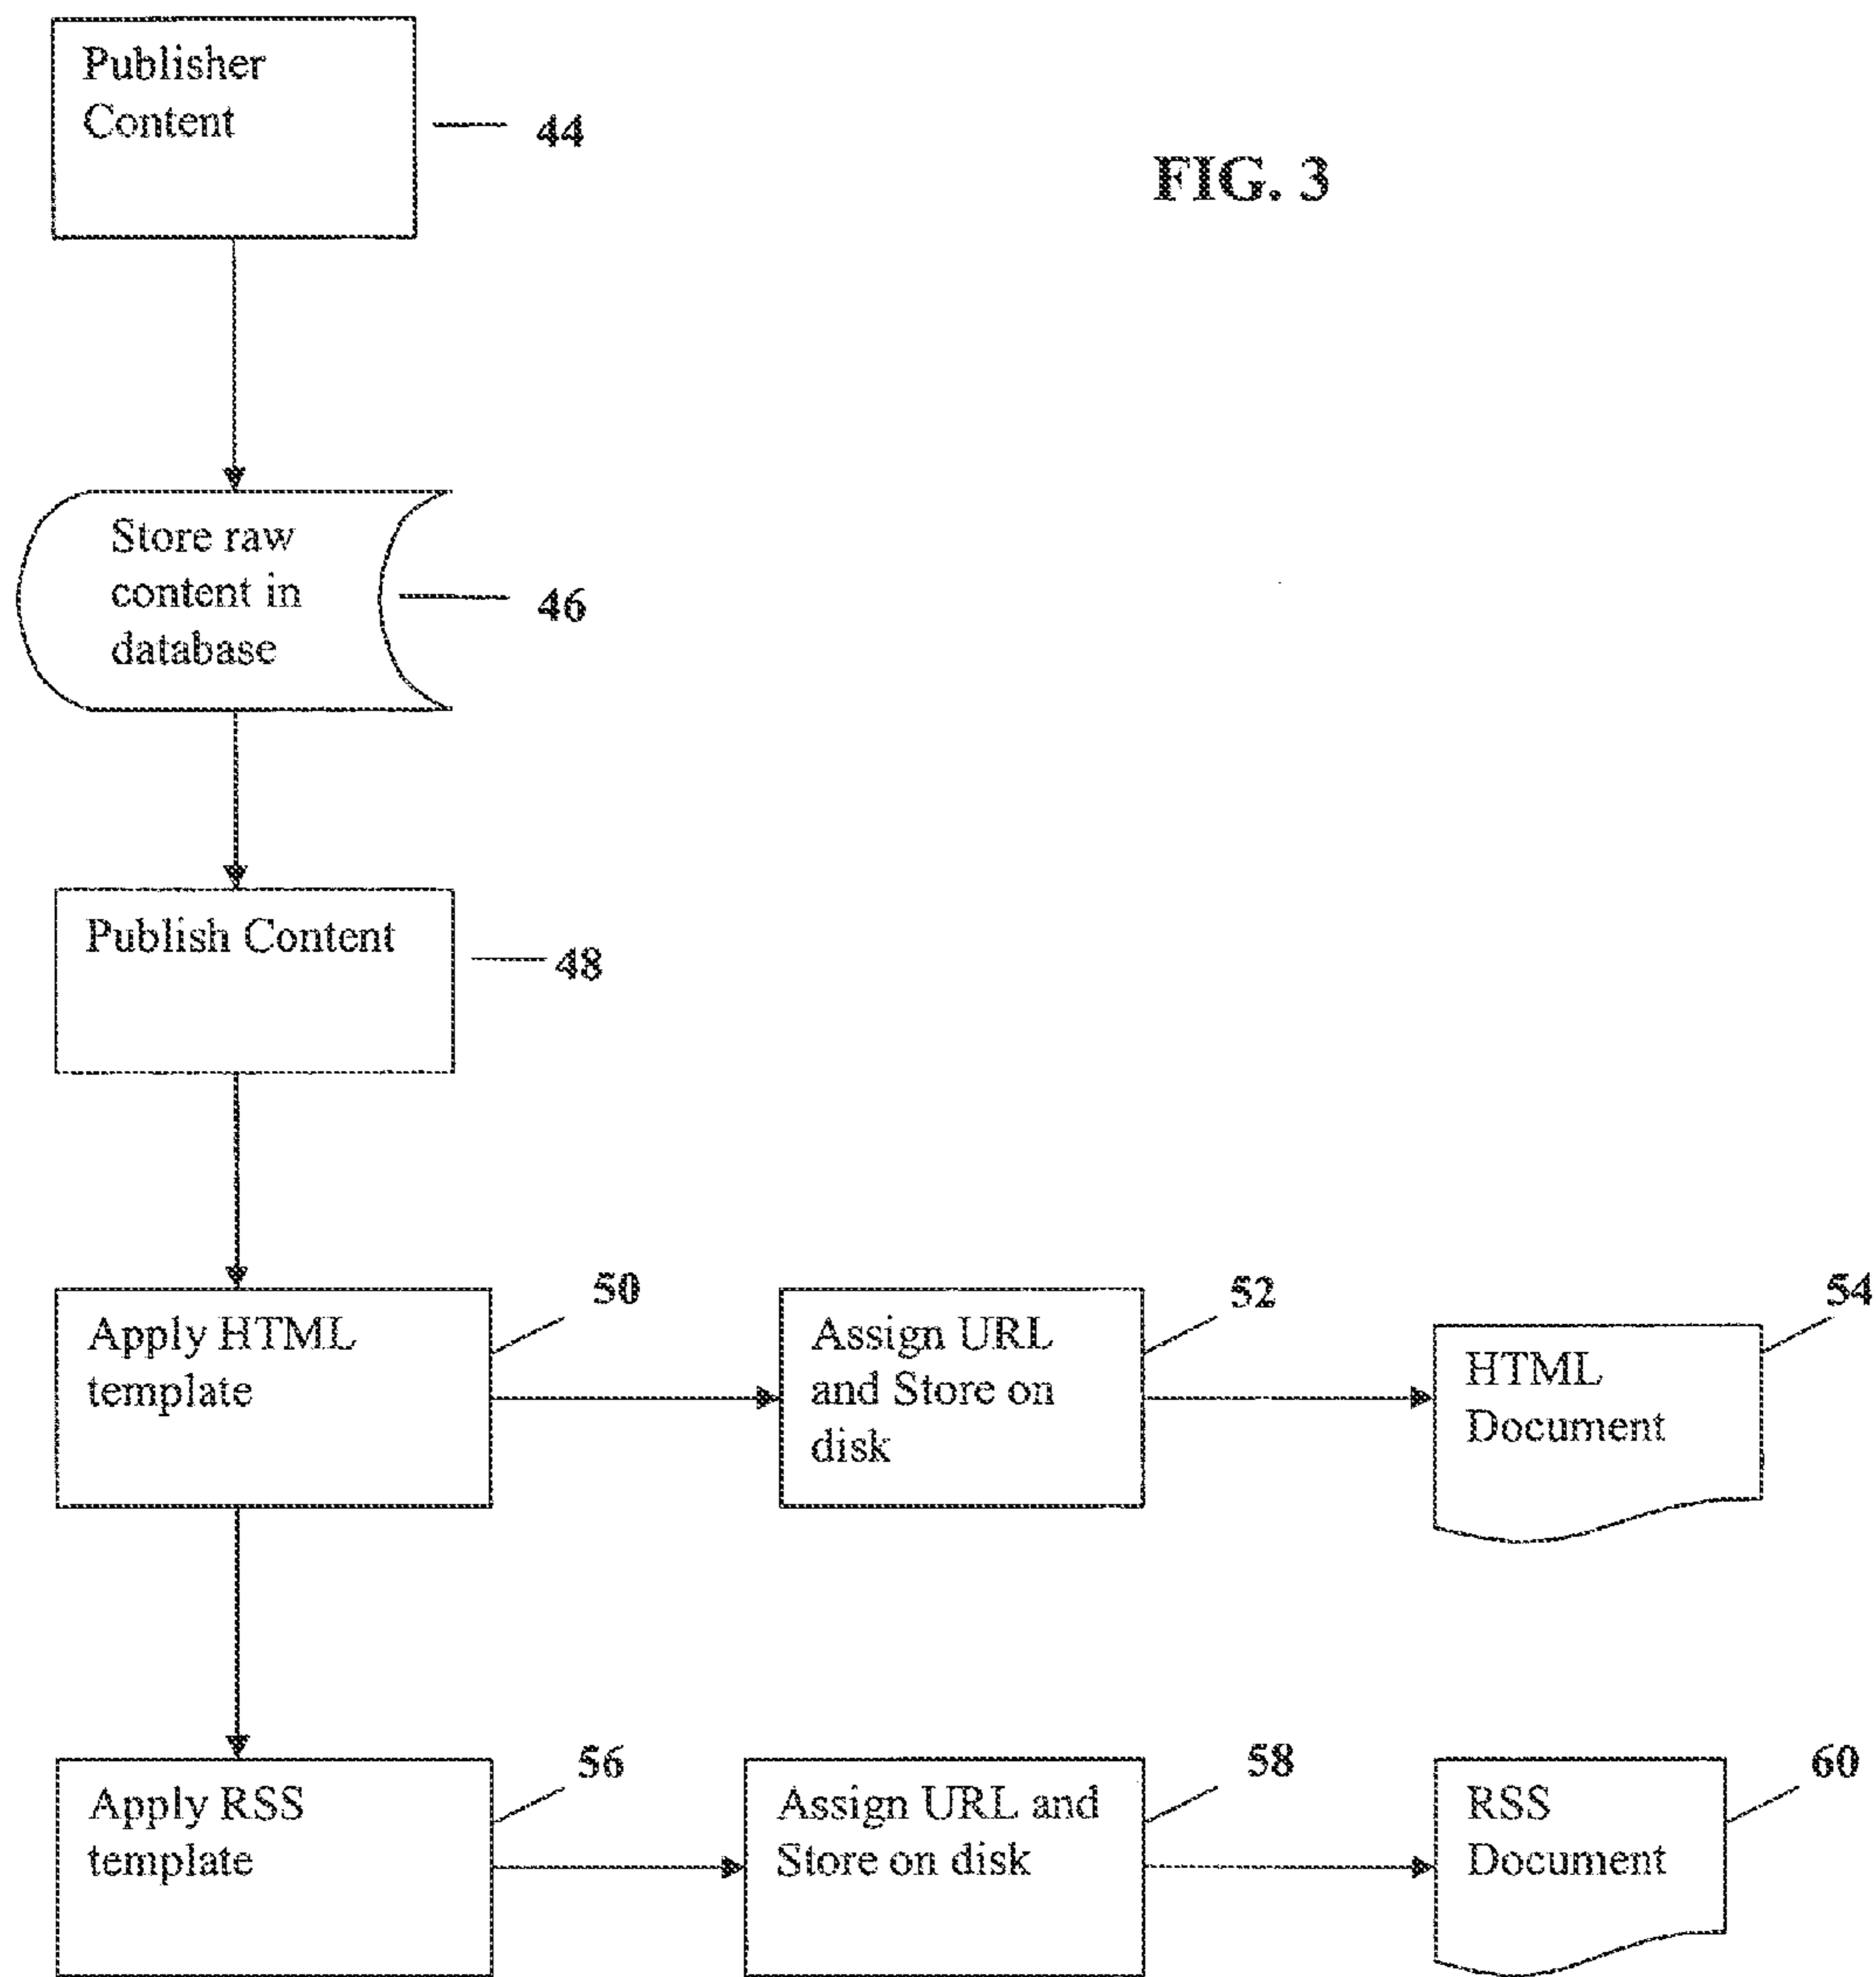 Publisher
Content
44
FIG. 3
Store raw
content in
database
46
Publish Content
48
Apply HTML
template
50
Assign URL
and Store on
disk
52
HTML
Document
54
Apply RSS
template
56
Assign URL and
Store on disk
58
RSS
Document
60